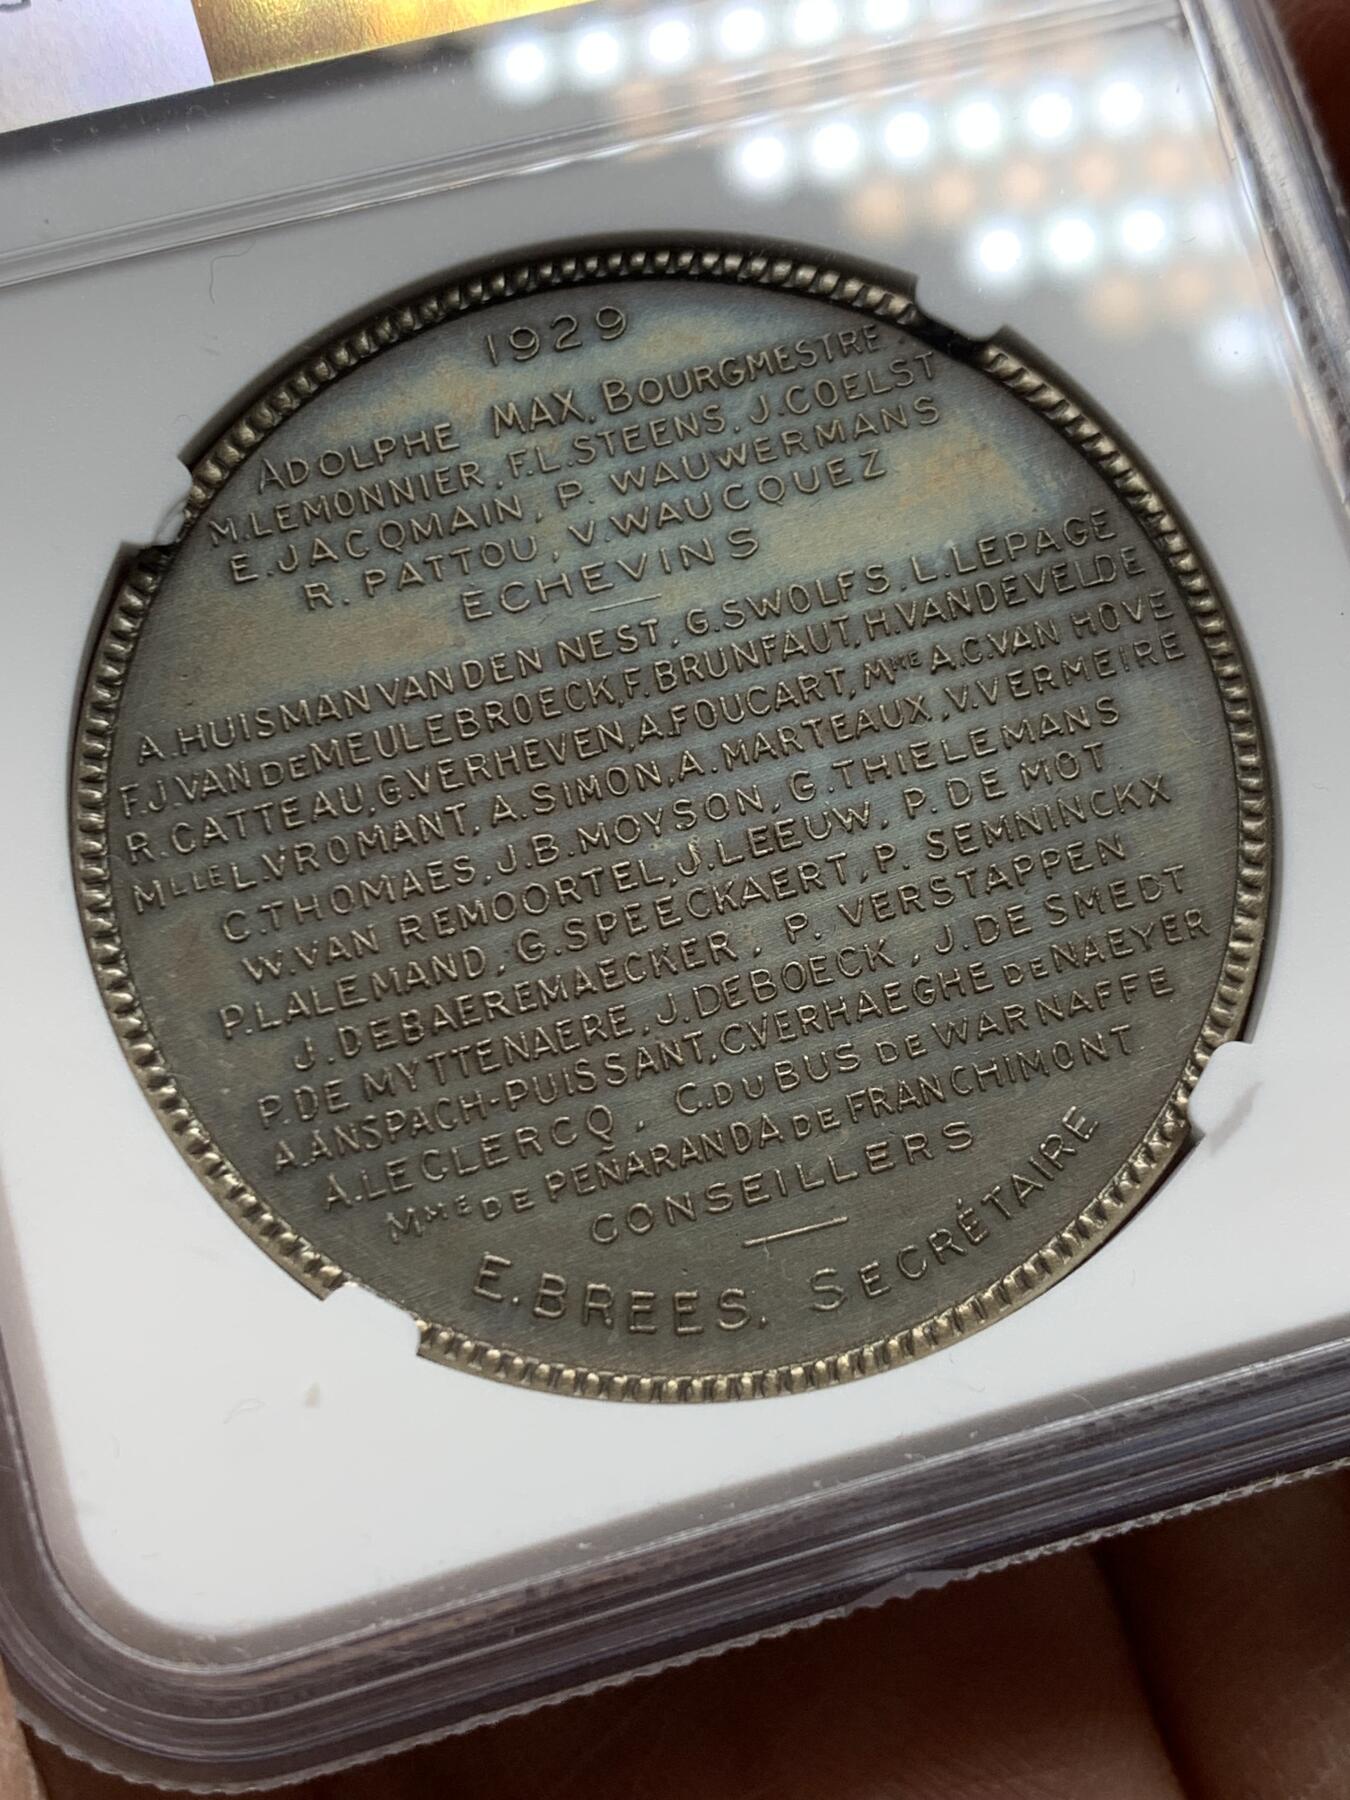 1929
ADOLPHE MAX, BOURGMESTRE
M. LEMONNIER, F.L. STEENS, J. COELST
E. JACQMAIN, P. WAUWERMANS
R. PATTOU, V. WAUCQUEZ
ÉCHEVINS
A. HUISMAN VAN DEN NEST, G. SWOLFS, L. LEPAGE
F.J. VAN DE MEULEBROECK, F. BRUNFAUT, H. VANDEVELDE
R. CATTEAU, G. VERHEVEN, A. FOUCART, MME A.C. VAN HOVE
MLLE L. VROMANT, A. SIMON, A. MARTEAUX, V. VERMEIRE
C. THOMAES, J.B. MOYSON, G. THIELEMANS
W. VAN REMOORTEL, J. LEEUW, P. DE MOT
P. LALEMAND, G. SPEECKAERT, P. SEMNINCKX
J. DEBAEREMAECKER, P. VERSTAPPEN
P. DE MYTTENAERE, J. DEBOECK, J. DE SMEDT
A. ANSPACH-PUISSANT, C. VERHAEGHE DE NAEYER
A. LECLERCQ, C. DU BUS DE WARNAFFE
MME DE PEÑARANDA DE FRANCHIMONT
CONSEILLERS
E. BREES, SECRÉTAIRE